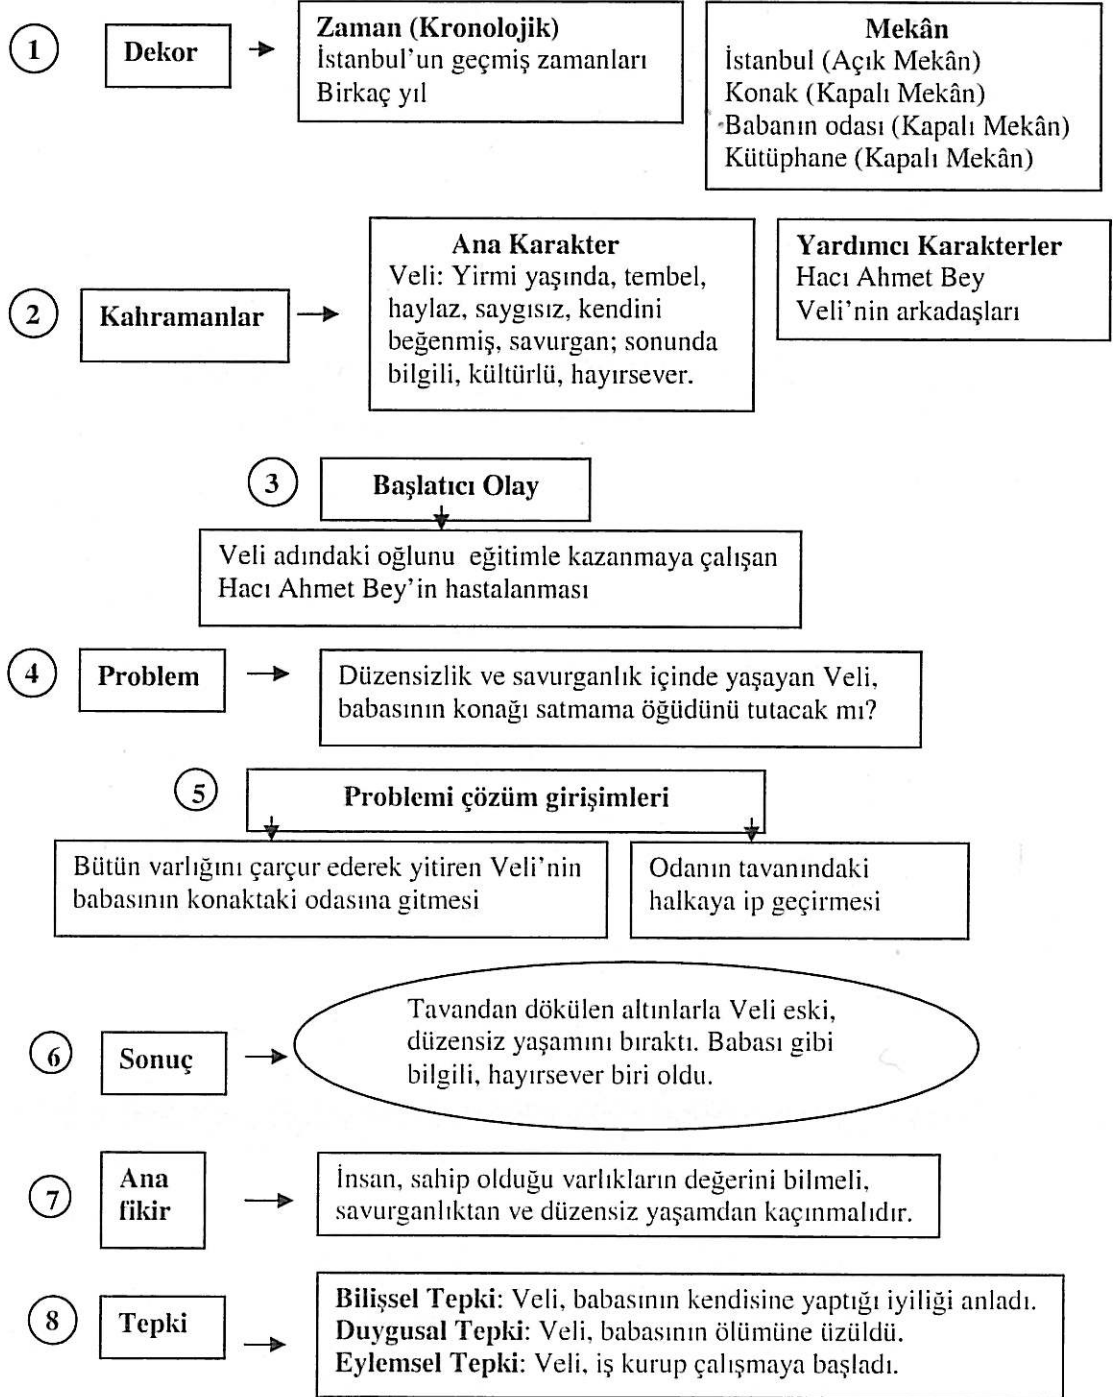 1
Dekor
Zaman (Kronolojik)
İstanbul'un geçmiş zamanları
Birkaç yıl
Mekân
İstanbul (Açık Mekân)
Konak (Kapalı Mekân)
Babanın odası (Kapalı Mekân)
Kütüphane (Kapalı Mekân)
2
Kahramanlar
Ana Karakter
Veli: Yirmi yaşında, tembel,
haylaz, saygısız, kendini
beğenmiş, savurgan; sonunda
bilgili, kültürlü, hayırsever.
Yardımcı Karakterler
Hacı Ahmet Bey
Veli'nin arkadaşları
3
Başlatıcı Olay
Veli adındaki oğlunu eğitimle kazanmaya çalışan
Hacı Ahmet Bey'in hastalanması
4
Problem
Düzensizlik ve savurganlık içinde yaşayan Veli,
babasının konağı satmama öğüdünü tutacak mı?
5
Problemi çözüm girişimleri
Bütün varlığını çarçur ederek yitiren Veli'nin
babasının konaktaki odasına gitmesi
Odanın tavanındaki
halkaya ip geçirmesi
6
Sonuç
Tavandan dökülen altınlarla Veli eski,
düzensiz yaşamını bıraktı. Babası gibi
bilgili, hayırsever biri oldu.
7
Ana
fikir
İnsan, sahip olduğu varlıkların değerini bilmeli,
savurganlıktan ve düzensiz yaşamdan kaçınmalıdır.
8
Tepki
Bilişsel Tepki: Veli, babasının kendisine yaptığı iyiliği anladı.
Duygusal Tepki: Veli, babasının ölümüne üzüldü.
Eylemsel Tepki: Veli, iş kurup çalışmaya başladı.